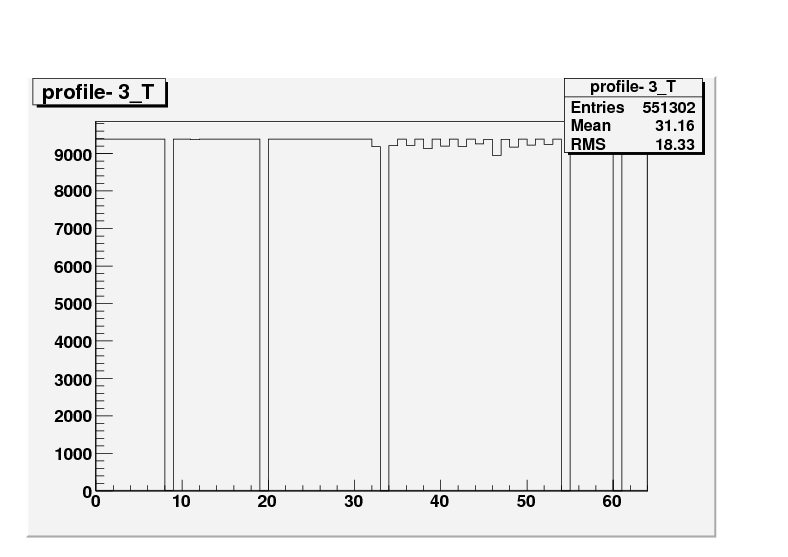 profile- 3_T
profile- 3_T
Entries 551302
Mean 31.16
RMS 18.33
9000
8000
7000
6000
5000
4000
3000
2000
1000
0
0 10 20 30 40 50 60